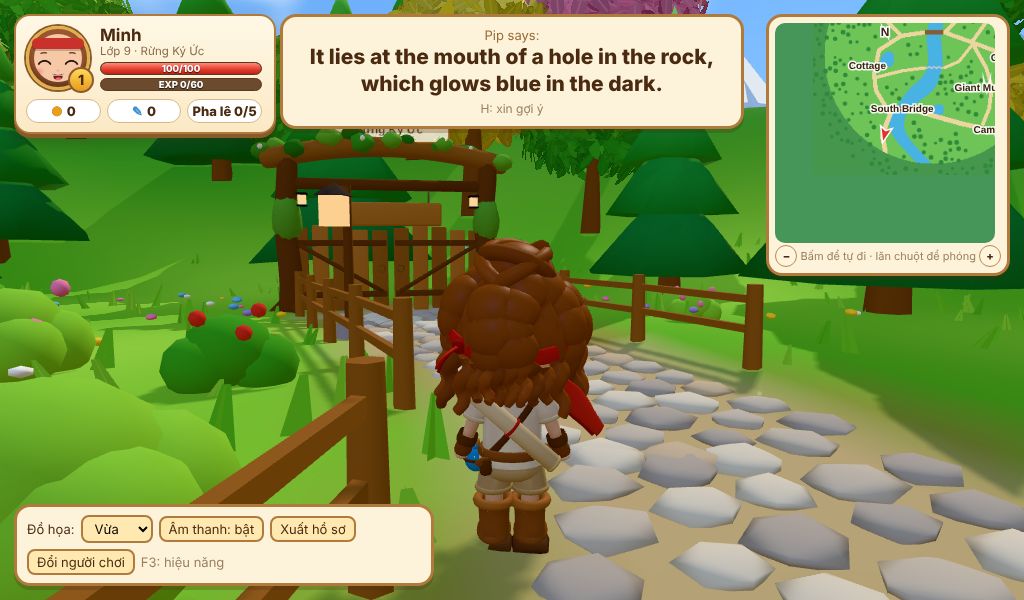 Minh
Lớp 9 · Rừng Ký Ức
100/100
1
EXP 0/60
0
0
Pha lê 0/5
Pip says:
It lies at the mouth of a hole in the rock,
which glows blue in the dark.
H: xin gợi ý
Ký Ức
N
Cottage
Giant Mu
South Bridge
Cam
− Bấm để tự đi · lăn chuột để phóng +
Đồ họa: Vừa Âm thanh: bật Xuất hồ sơ
Đổi người chơi F3: hiệu năng